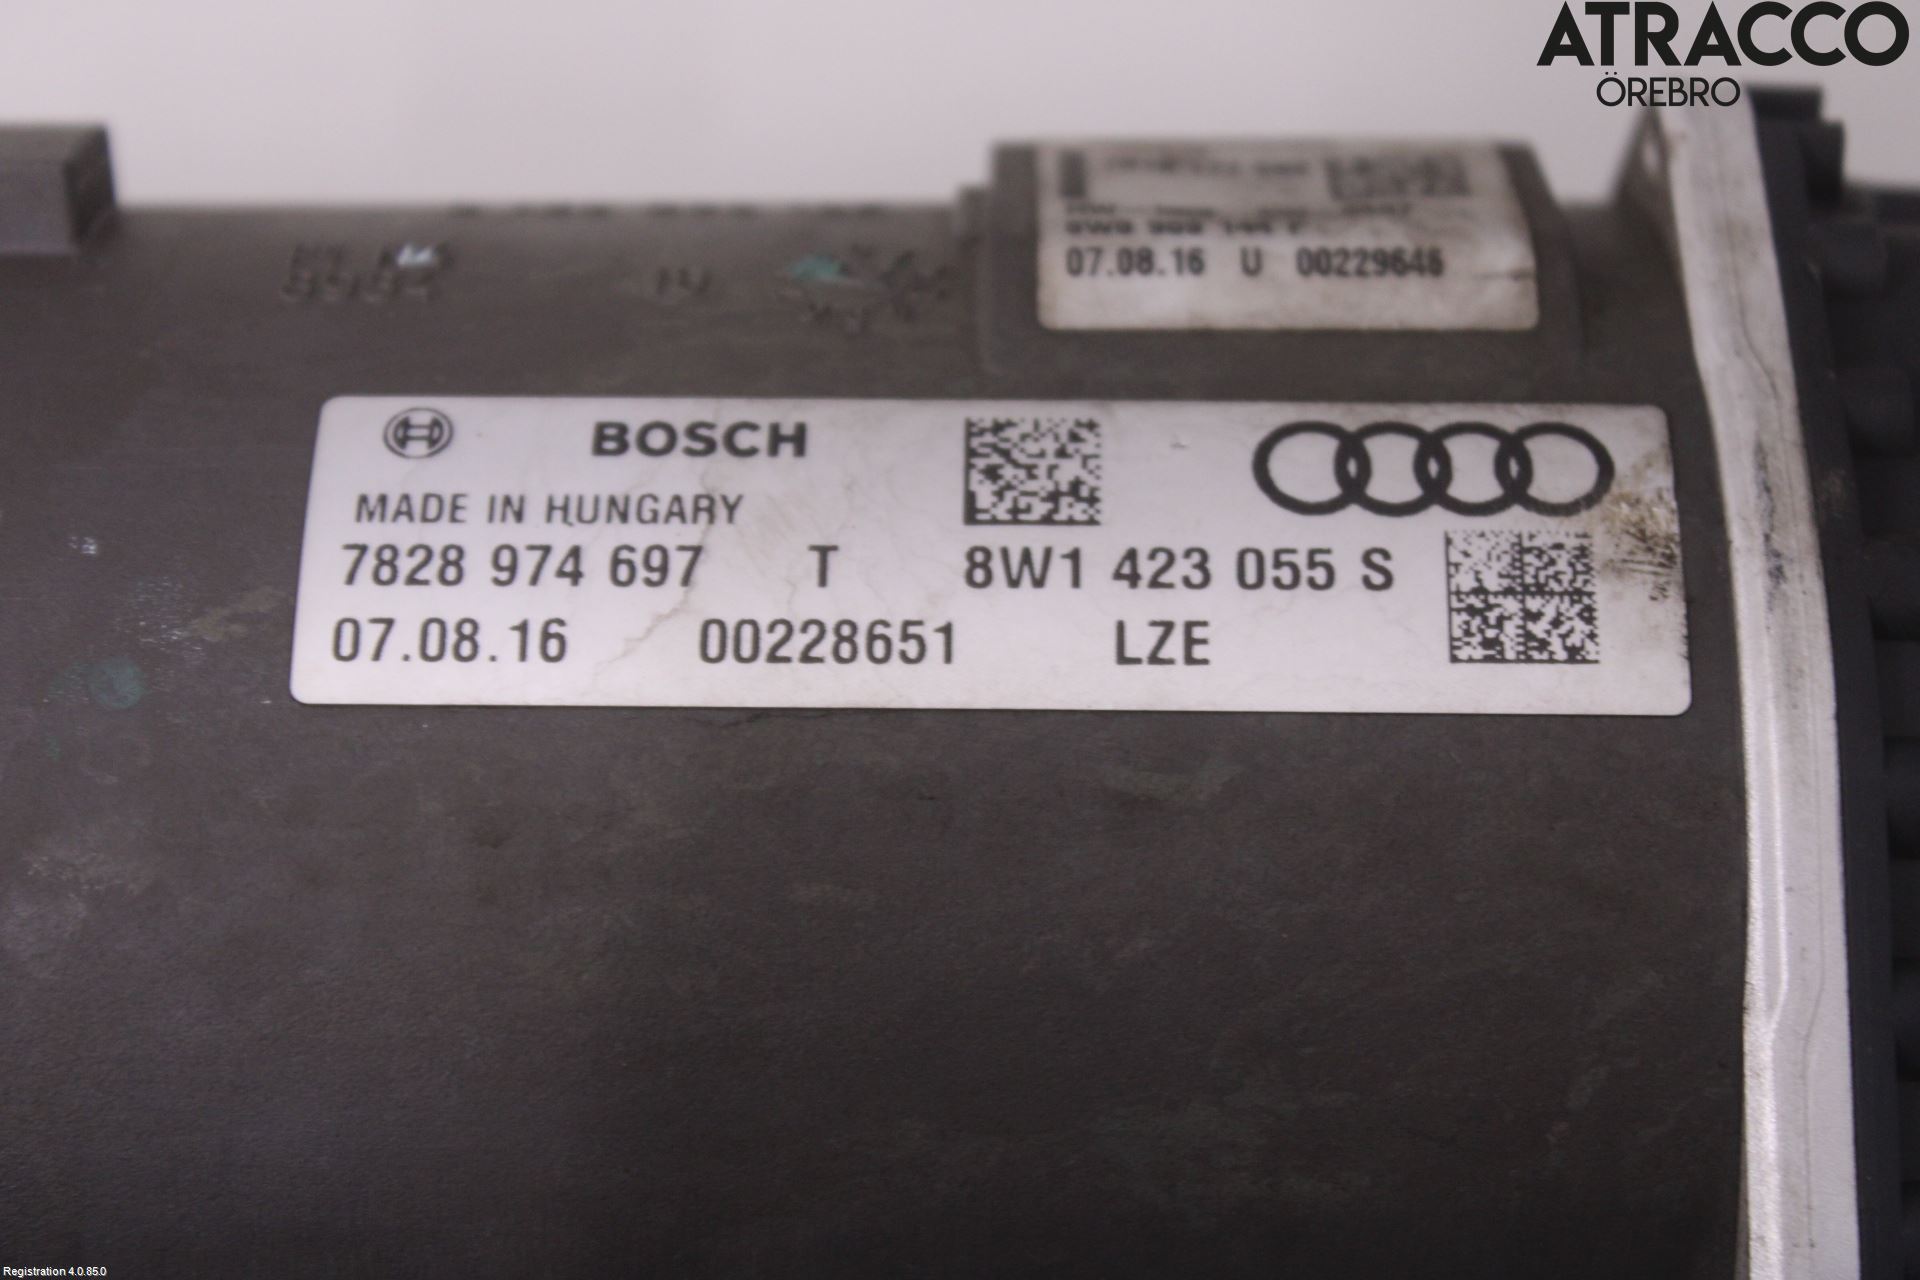 ATRACCO
ÖREBRO
07.08.16 U 00229646
BOSCH
MADE IN HUNGARY
7828 974 697 T 8W1 423 055 S
07.08.16 00228651 LZE
Registration 4.0.85.0